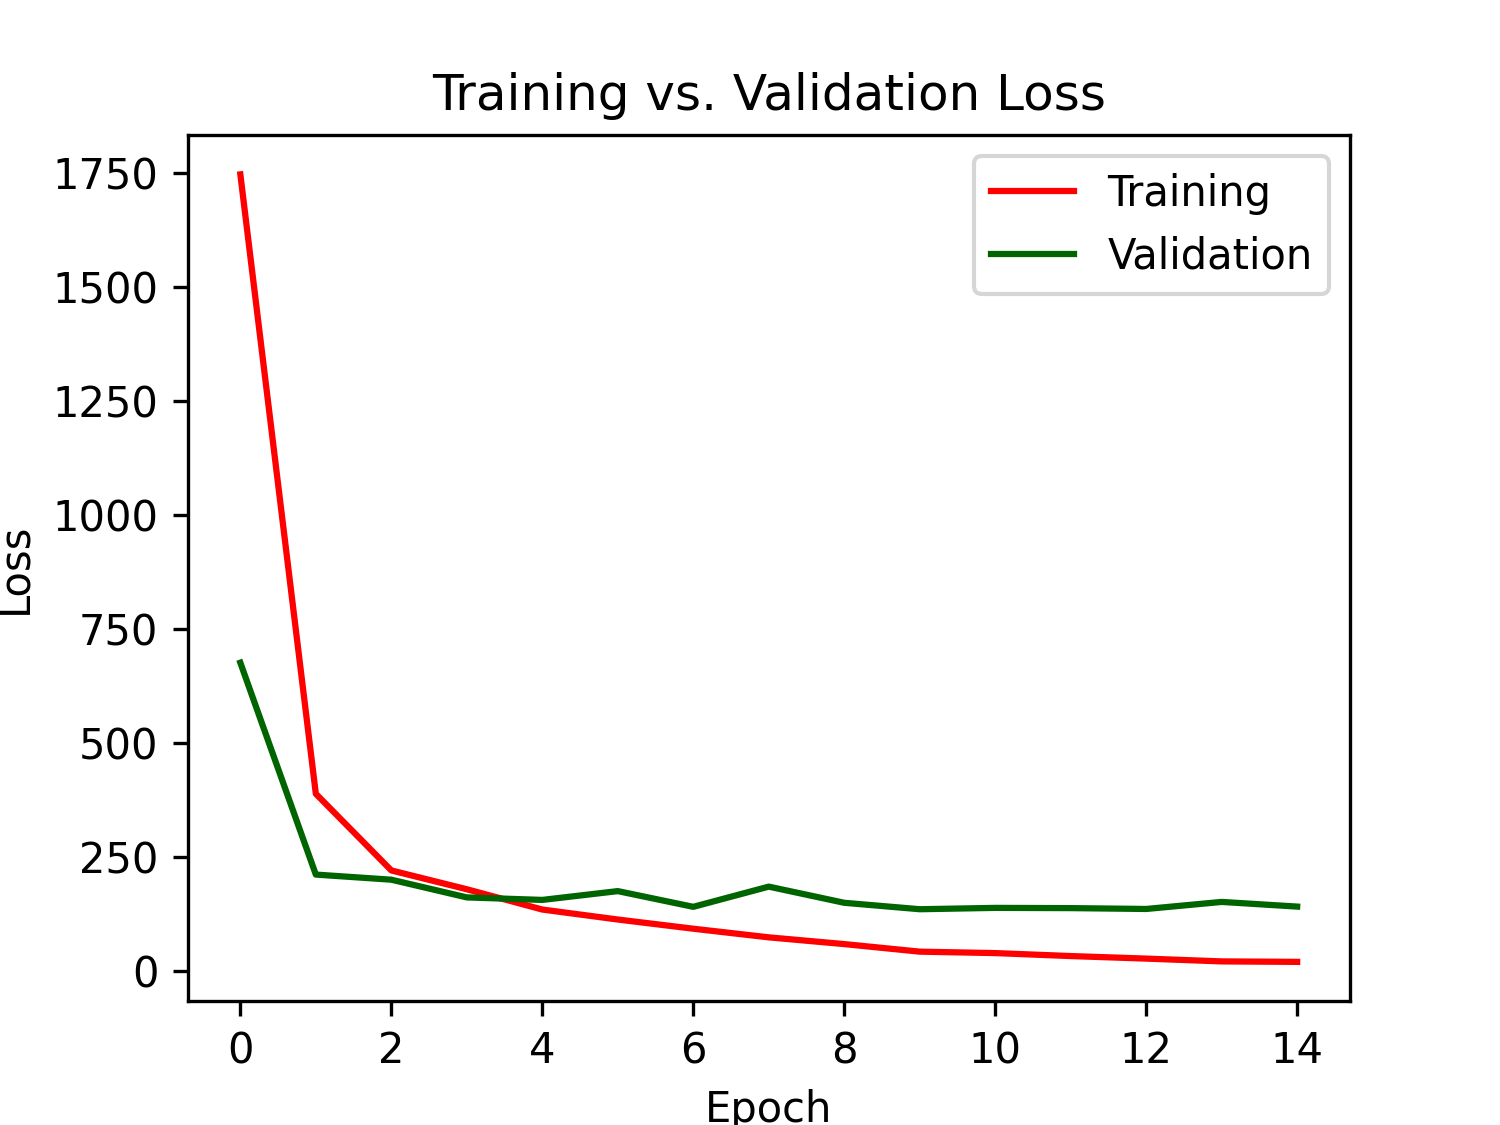 Training vs. Validation Loss
1750
1500
1250
1000
750
500
250
0
Loss
Training
Validation
0 2 4 6 8 10 12 14
Epoch